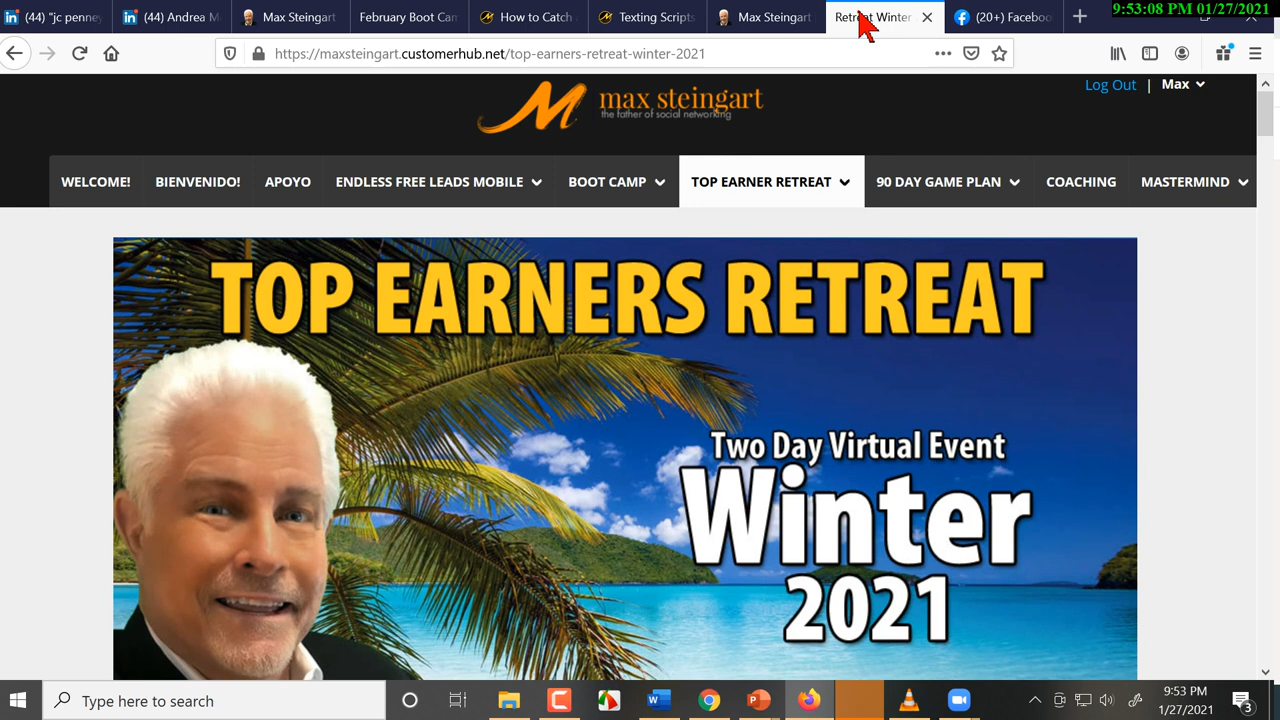 (44) "jc penney
(44) Andrea M
Max Steingart
February Boot Cam
How to Catch
Texting Scripts
Max Steingart
Retreat Winter
(20+) Faceboo
9:53:08 PM 01/27/2021
https://maxsteingart.customerhub.net/top-earners-retreat-winter-2021
Log Out | Max
M max steingart
the father of social networking
WELCOME! BIENVENIDO! APOYO ENDLESS FREE LEADS MOBILE BOOT CAMP TOP EARNER RETREAT 90 DAY GAME PLAN COACHING MASTERMIND
TOP EARNERS RETREAT
Two Day Virtual Event
Winter
2021
Type here to search
9:53 PM
1/27/2021
3